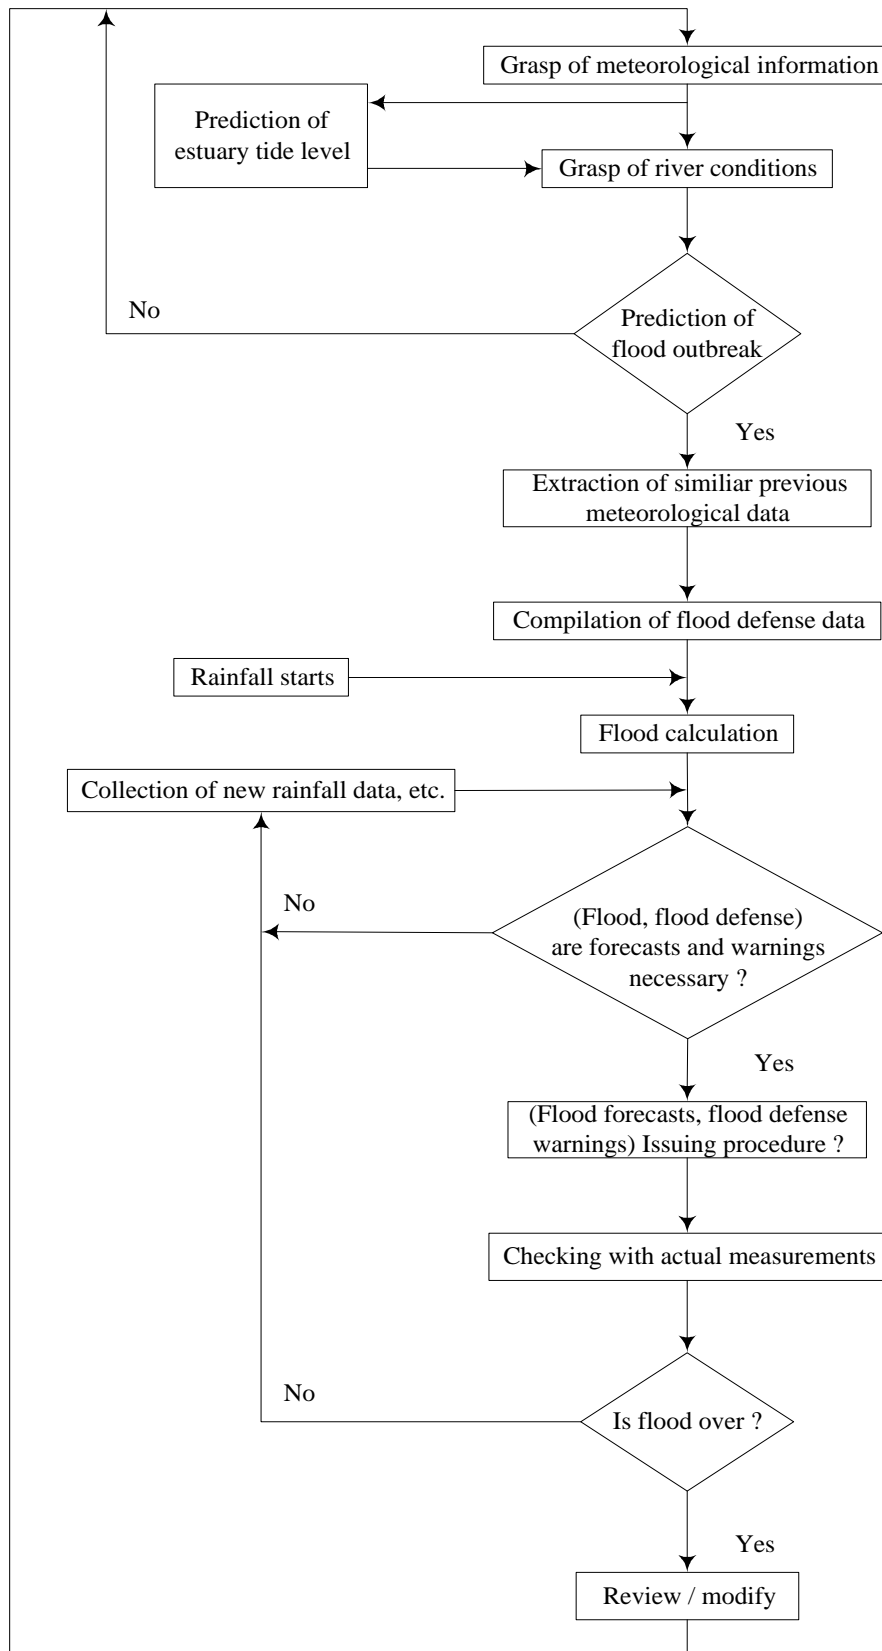 Grasp of meteorological information
Prediction of
estuary tide level
Grasp of river conditions
No
Prediction of
flood outbreak
Yes
Extraction of similiar previous
meteorological data
Compilation of flood defense data
Rainfall starts
Flood calculation
Collection of new rainfall data, etc.
No
(Flood, flood defense)
are forecasts and warnings
necessary ?
Yes
(Flood forecasts, flood defense
warnings) Issuing procedure ?
Checking with actual measurements
No
Is flood over ?
Yes
Review / modify